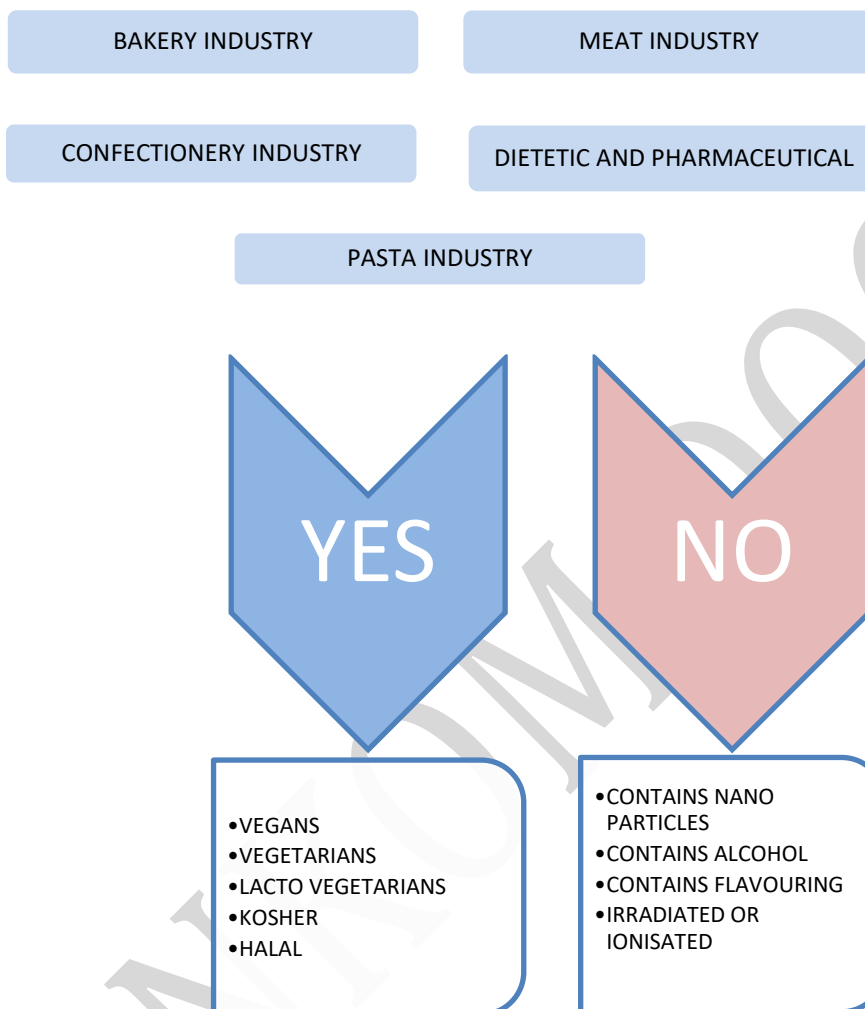 BAKERY INDUSTRY
MEAT INDUSTRY
CONFECTIONERY INDUSTRY
DIETETIC AND PHARMACEUTICAL
PASTA INDUSTRY
YES
NO
•VEGANS
•VEGETARIANS
•LACTO VEGETARIANS
•KOSHER
•HALAL
•CONTAINS NANO
PARTICLES
•CONTAINS ALCOHOL
•CONTAINS FLAVOURING
•IRRADIATED OR
IONISATED